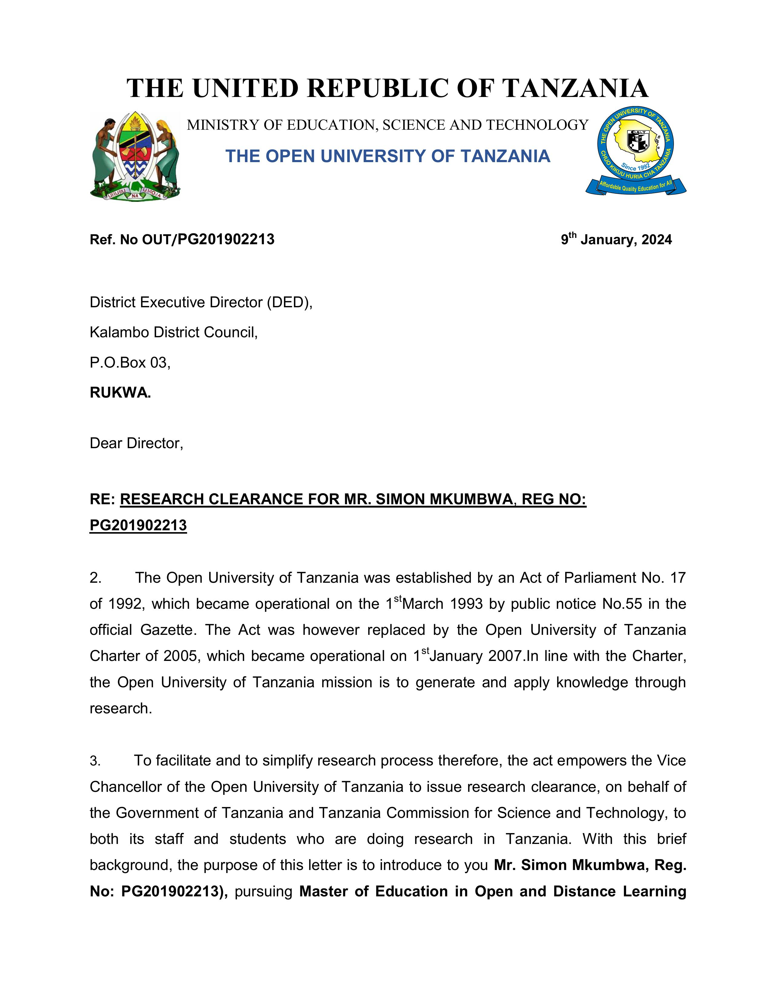 THE UNITED REPUBLIC OF TANZANIA
MINISTRY OF EDUCATION, SCIENCE AND TECHNOLOGY
THE OPEN UNIVERSITY OF TANZANIA
UHURU NA UMOJA
THE OPEN UNIVERSITY OF TANZANIA
CHUO KIKUU HURIA CHA TANZANIA
O.U.T
Since 1992
Affordable Quality Education for All
Ref. No OUT/PG201902213 9th January, 2024
District Executive Director (DED),
Kalambo District Council,
P.O.Box 03,
RUKWA.
Dear Director,
RE: RESEARCH CLEARANCE FOR MR. SIMON MKUMBWA, REG NO:
PG201902213
2. The Open University of Tanzania was established by an Act of Parliament No. 17
of 1992, which became operational on the 1stMarch 1993 by public notice No.55 in the
official Gazette. The Act was however replaced by the Open University of Tanzania
Charter of 2005, which became operational on 1stJanuary 2007.In line with the Charter,
the Open University of Tanzania mission is to generate and apply knowledge through
research.
3. To facilitate and to simplify research process therefore, the act empowers the Vice
Chancellor of the Open University of Tanzania to issue research clearance, on behalf of
the Government of Tanzania and Tanzania Commission for Science and Technology, to
both its staff and students who are doing research in Tanzania. With this brief
background, the purpose of this letter is to introduce to you Mr. Simon Mkumbwa, Reg.
No: PG201902213), pursuing Master of Education in Open and Distance Learning